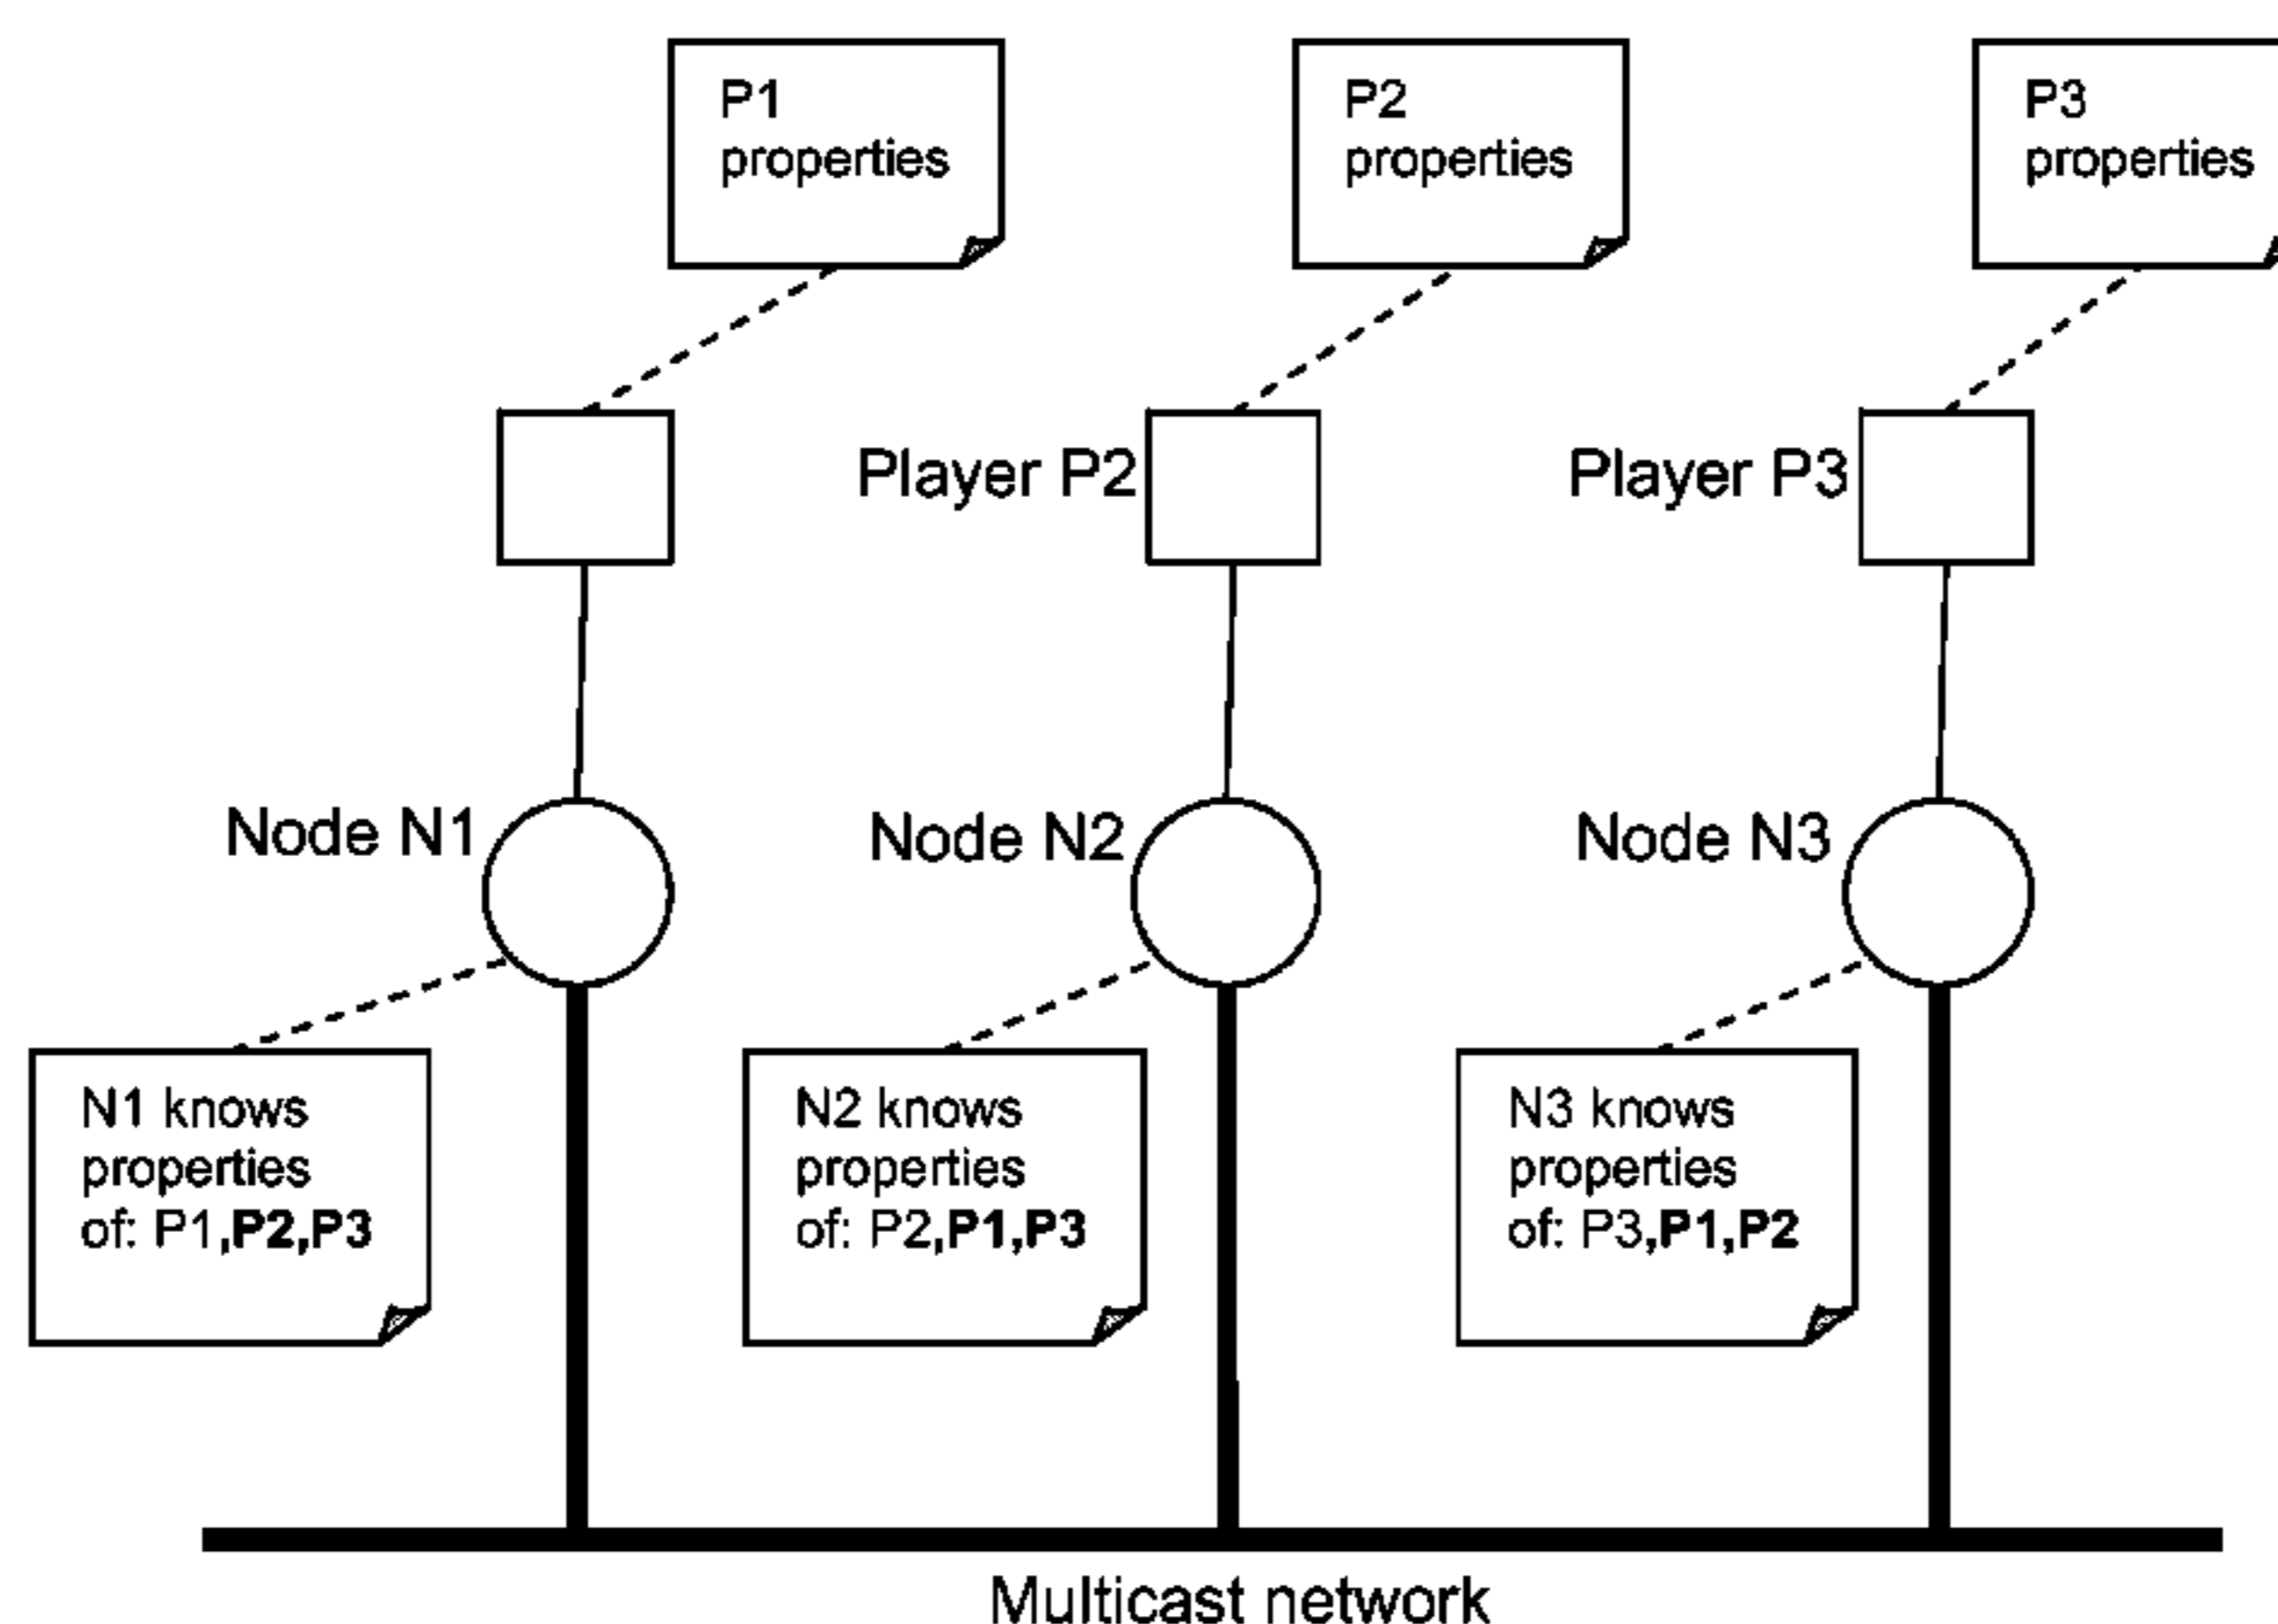 P1
properties
P2
properties
P3
properties
Player P2
Player P3
Node N1
Node N2
Node N3
N1 knows
properties
of: P1,P2,P3
N2 knows
properties
of: P2,P1,P3
N3 knows
properties
of: P3,P1,P2
Multicast network